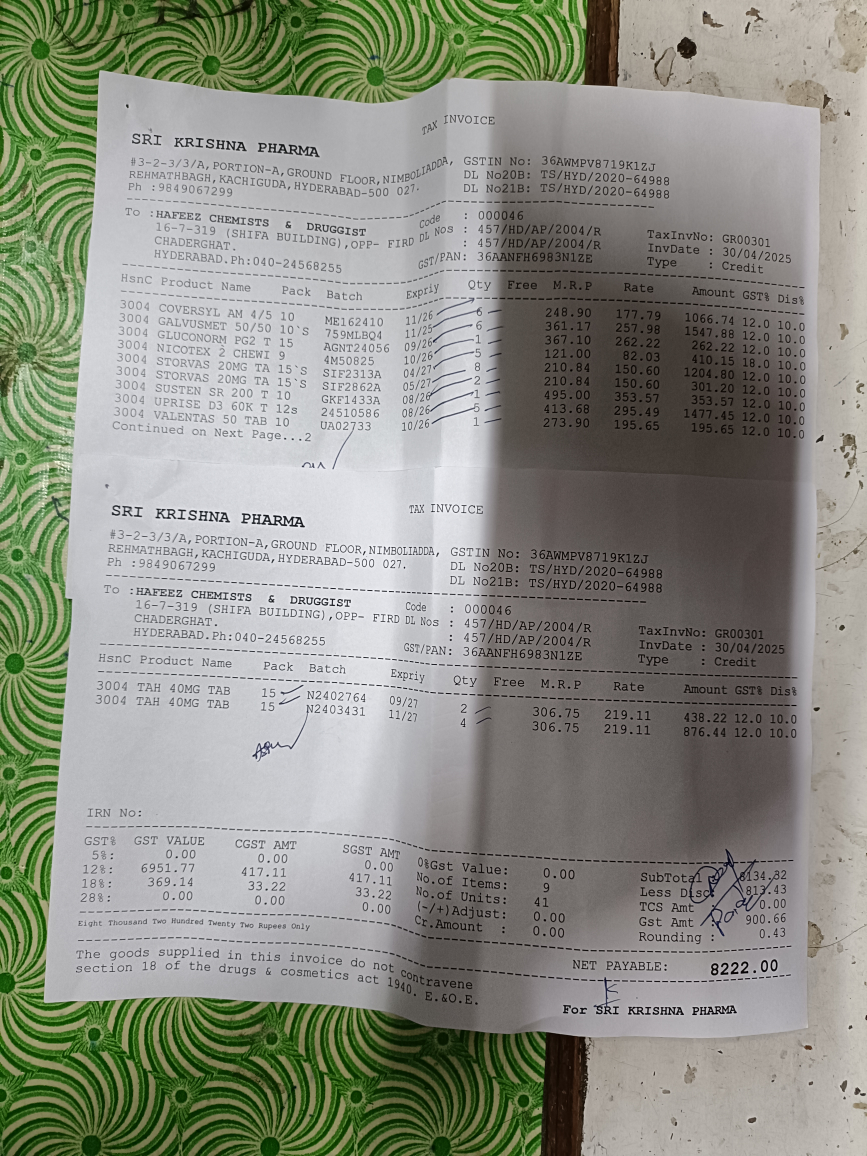 TAX INVOICE
SRI KRISHNA PHARMA
#3-2-3/3/A,PORTION-A,GROUND FLOOR,NIMBOLIADDA, GSTIN No: 36AWMPV8719K1ZJ
REHMATHBAGH,KACHIGUDA,HYDERABAD-500 027. DL No20B: TS/HYD/2020-64988
Ph :9849067299 DL No21B: TS/HYD/2020-64988
To :HAFEEZ CHEMISTS & DRUGGIST Code : 000046
16-7-319 (SHIFA BUILDING),OPP- FIRD DL Nos : 457/HD/AP/2004/R TaxInvNo: GR00301
CHADERGHAT. : 457/HD/AP/2004/R InvDate : 30/04/2025
HYDERABAD.Ph:040-24568255 GST/PAN: 36AANFH6983N1ZE Type : Credit
HsnC Product Name Pack Batch Expriy Qty Free M.R.P Rate Amount GST% Dis%
3004 COVERSYL AM 4/5 10 ME162410 11/26 6 248.90 177.79 1066.74 12.0 10.0
3004 GALVUSMET 50/50 10`S 759MLBQ4 11/25 6 361.17 257.98 1547.88 12.0 10.0
3004 GLUCONORM PG2 T 15 AGNT24056 09/26 1 367.10 262.22 262.22 12.0 10.0
3004 NICOTEX 2 CHEWI 9 4M50825 10/26 5 121.00 82.03 410.15 18.0 10.0
3004 STORVAS 20MG TA 15`S SIF2313A 04/27 8 210.84 150.60 1204.80 12.0 10.0
3004 STORVAS 20MG TA 15`S SIF2862A 05/27 2 210.84 150.60 301.20 12.0 10.0
3004 SUSTEN SR 200 T 10 GKF1433A 08/26 1 495.00 353.57 353.57 12.0 10.0
3004 UPRISE D3 60K T 12s 24510586 08/26 5 413.68 295.49 1477.45 12.0 10.0
3004 VALENTAS 50 TAB 10 UA02733 10/26 1 273.90 195.65 195.65 12.0 10.0
Continued on Next Page...2
TAX INVOICE
SRI KRISHNA PHARMA
#3-2-3/3/A,PORTION-A,GROUND FLOOR,NIMBOLIADDA, GSTIN No: 36AWMPV8719K1ZJ
REHMATHBAGH,KACHIGUDA,HYDERABAD-500 027. DL No20B: TS/HYD/2020-64988
Ph :9849067299 DL No21B: TS/HYD/2020-64988
To :HAFEEZ CHEMISTS & DRUGGIST Code : 000046
16-7-319 (SHIFA BUILDING),OPP- FIRD DL Nos : 457/HD/AP/2004/R TaxInvNo: GR00301
CHADERGHAT. : 457/HD/AP/2004/R InvDate : 30/04/2025
HYDERABAD.Ph:040-24568255 GST/PAN: 36AANFH6983N1ZE Type : Credit
HsnC Product Name Pack Batch Expriy Qty Free M.R.P Rate Amount GST% Dis%
3004 TAH 40MG TAB 15 N2402764 09/27 2 306.75 219.11 438.22 12.0 10.0
3004 TAH 40MG TAB 15 N2403431 11/27 4 306.75 219.11 876.44 12.0 10.0
IRN No:
GST% GST VALUE CGST AMT SGST AMT 0%Gst Value: 0.00 SubTotal 8134.32
5%: 0.00 0.00 0.00 No.of Items: 9 Less Disc 813.43
12%: 6951.77 417.11 417.11 No.of Units: 41 TCS Amt 0.00
18%: 369.14 33.22 33.22 (-/+)Adjust: 0.00 Gst Amt : 900.66
28%: 0.00 0.00 0.00 Cr.Amount : 0.00 Rounding : 0.43
Paid
Eight Thousand Two Hundred Twenty Two Rupees Only
NET PAYABLE: 8222.00
The goods supplied in this invoice do not contravene
section 18 of the drugs & cosmetics act 1940. E.&O.E.
For SRI KRISHNA PHARMA